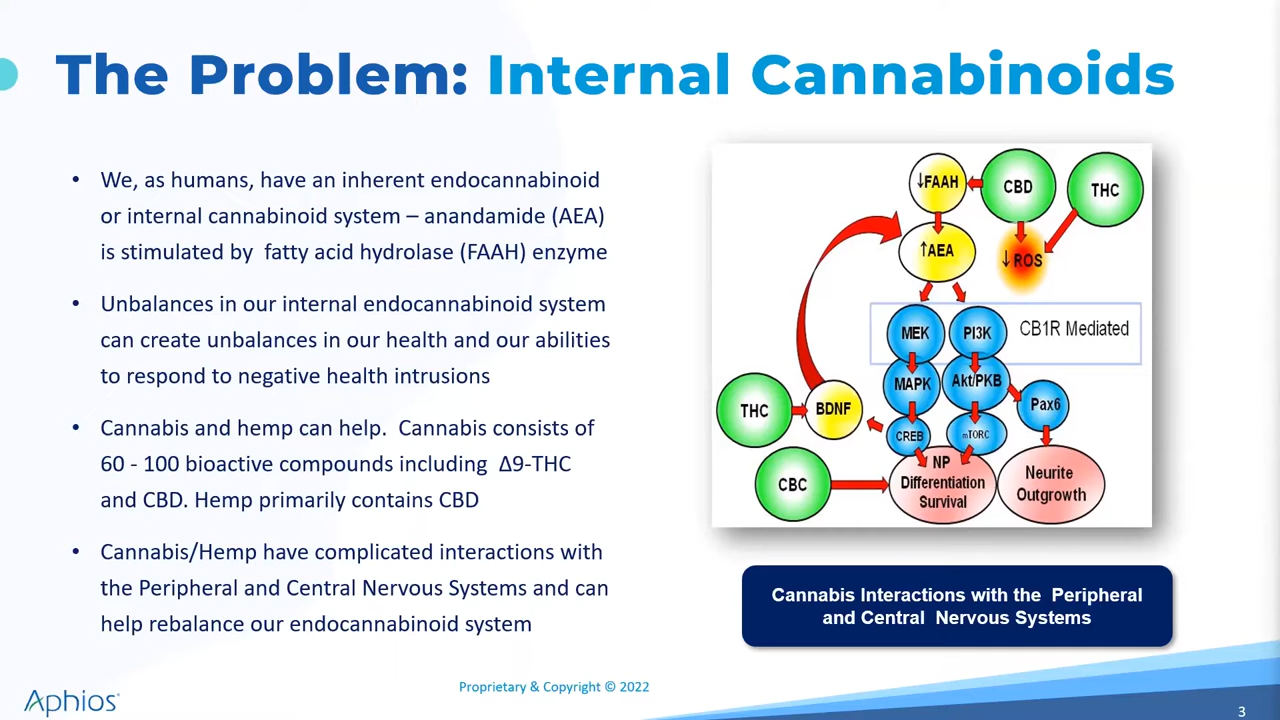 The Problem: Internal Cannabinoids
• We, as humans, have an inherent endocannabinoid
or internal cannabinoid system – anandamide (AEA)
is stimulated by fatty acid hydrolase (FAAH) enzyme
• Unbalances in our internal endocannabinoid system
can create unbalances in our health and our abilities
to respond to negative health intrusions
• Cannabis and hemp can help. Cannabis consists of
60 - 100 bioactive compounds including Δ9-THC
and CBD. Hemp primarily contains CBD
• Cannabis/Hemp have complicated interactions with
the Peripheral and Central Nervous Systems and can
help rebalance our endocannabinoid system
↓FAAH
CBD
THC
↑AEA
↓ROS
MEK
PI3K
CB1R Mediated
MAPK
Akt/PKB
THC
BDNF
Pax6
CREB
mTORC
CBC
NP
Differentiation
Survival
Neurite
Outgrowth
Cannabis Interactions with the Peripheral
and Central Nervous Systems
Aphios®
Proprietary & Copyright © 2022
3